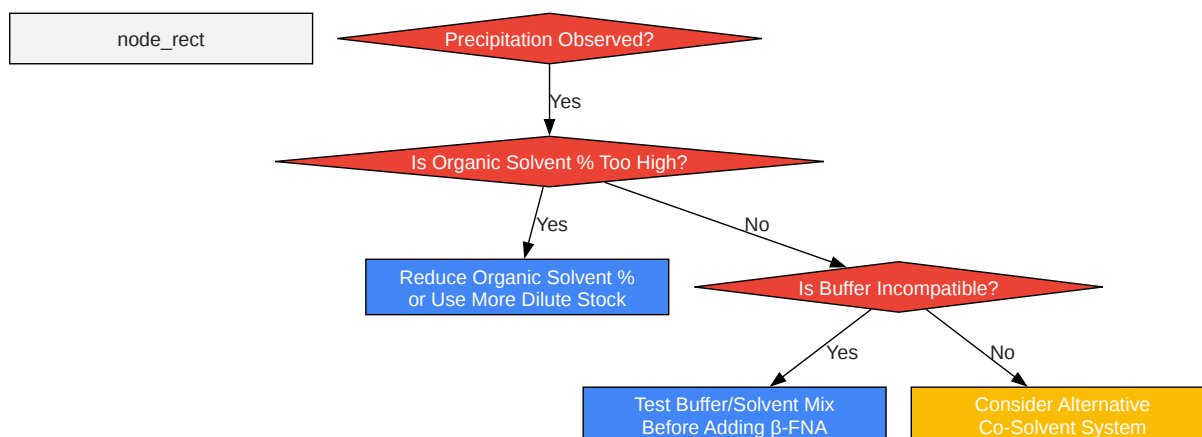 node_rect
Precipitation Observed?
Yes
Is Organic Solvent % Too High?
Yes
No
Reduce Organic Solvent %
or Use More Dilute Stock
Is Buffer Incompatible?
Yes
No
Test Buffer/Solvent Mix
Before Adding β-FNA
Consider Alternative
Co-Solvent System